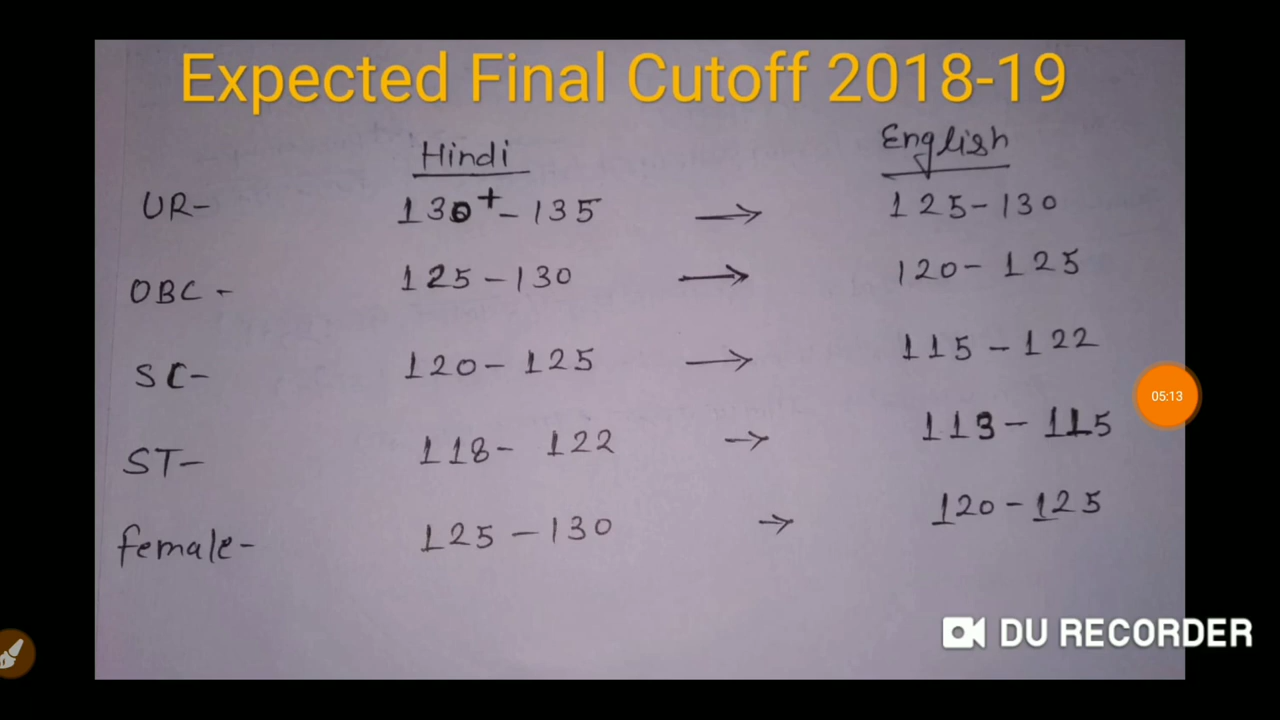 Expected Final Cutoff 2018-19
Hindi English
UR- 130+- 135 → 125-130
OBC - 125-130 → 120- 125
SC- 120- 125 → 115 - 122
ST- 118- 122 → 113- 115
female- 125-130 → 120-125
05:13
DU RECORDER